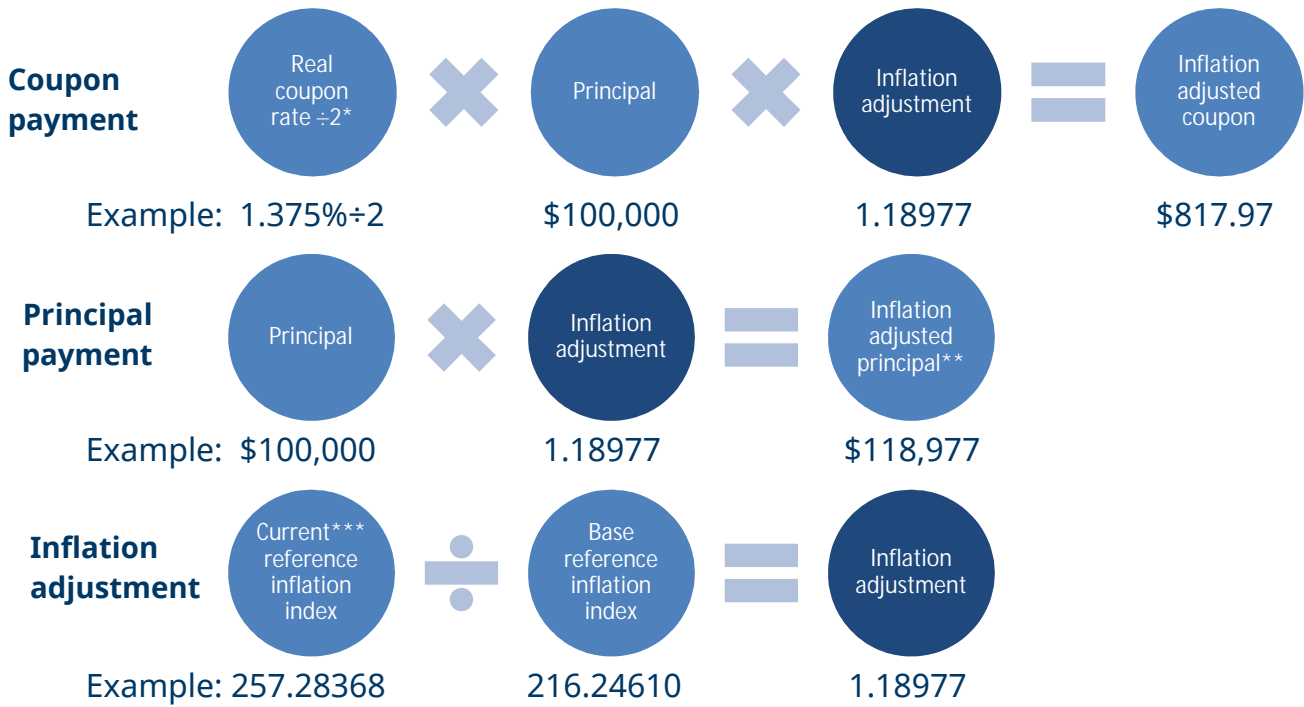 Coupon
payment
Real
coupon
rate ÷2*
Principal
Inflation
adjustment
Inflation
adjusted
coupon
Example: 1.375%÷2
$100,000
1.18977
$817.97
Principal
payment
Principal
Inflation
adjustment
Inflation
adjusted
principal**
Example: $100,000
1.18977
$118,977
Inflation
adjustment
Current***
reference
inflation
index
Base
reference
inflation
index
Inflation
adjustment
Example: 257.28368
216.24610
1.18977